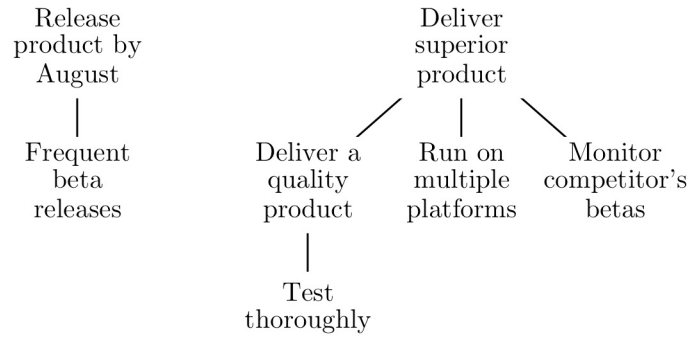 Release
product by
August
Deliver
superior
product
Frequent
beta
releases
Deliver a
quality
product
Run on
multiple
platforms
Monitor
competitor's
betas
Test
thoroughly